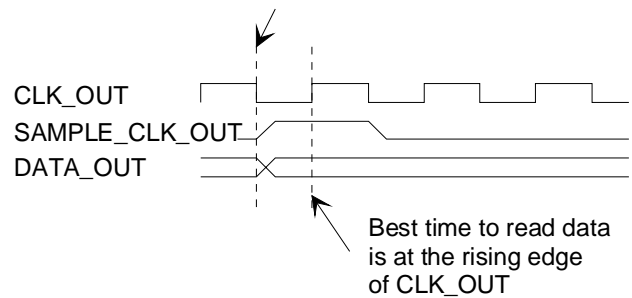 CLK_OUT
SAMPLE_CLK_OUT
DATA_OUT
Best time to read data
is at the rising edge
of CLK_OUT